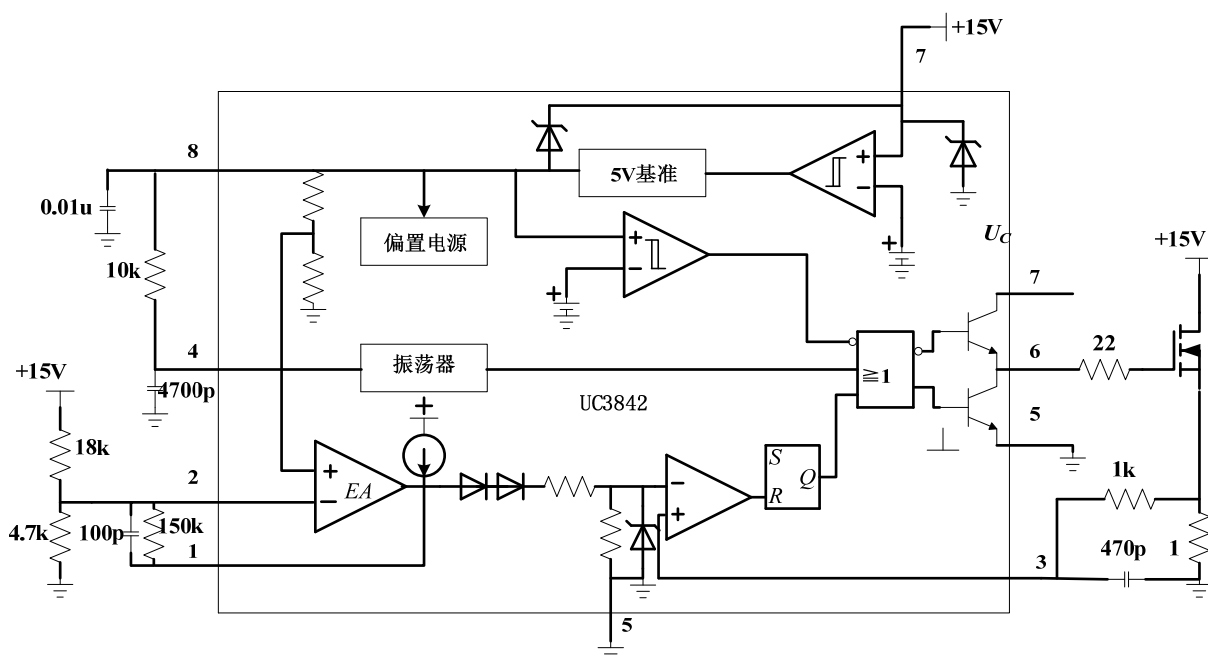 +15V
7
8
5V基准
+
−
0.01u
偏置电源
+
−
+
+
U_C
+15V
10k
7
4
振荡器
≧1
6
22
+15V
4700p
UC3842
5
18k
+
2
+
−
EA
S
R
Q
−
+
1k
4.7k
100p
150k
1
3
470p
1
5